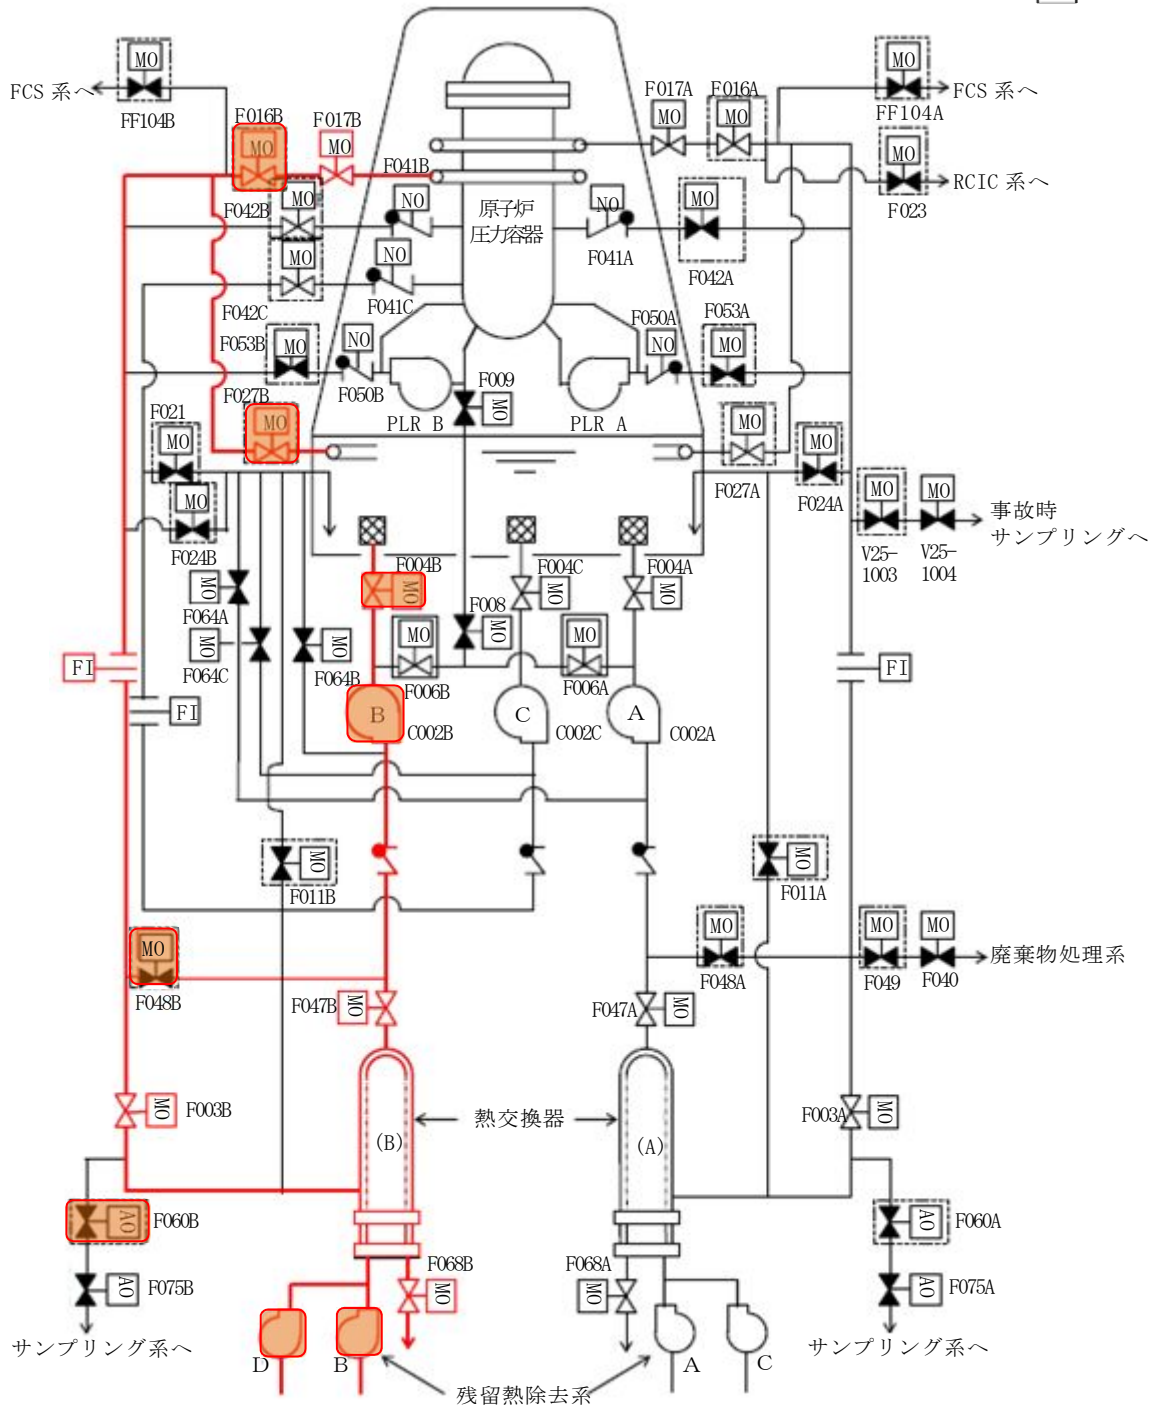 MO
MO
FCS 系へ
FF104B
F016B
MO
F017B
MO
F041B
F017A
MO
F016A
MO
FCS 系へ
FF104A
MO
RCIC 系へ
F023
原子炉
圧力容器
NO
MO
F042B
NO
F041A
MO
F042A
MO
F042C
NO
F041C
F053B
MO
NO
F050B
F050A
NO
F053A
MO
F009
MO
PLR B
PLR A
F027B
MO
F021
MO
MO
F024B
MO
F027A
MO
F024A
MO
V25-
1003
MO
V25-
1004
事故時
サンプリングへ
F004B
MO
F004C
MO
F004A
MO
MO
F064A
MO
F064C
MO
F064B
F008
MO
MO
F006B
MO
F006A
FI
FI
FI
B
C002B
C
C002C
A
C002A
MO
F011B
MO
F011A
MO
F048B
MO
F048A
MO
F049
MO
F040
廃棄物処理系
F047B
MO
F047A
MO
MO
F003B
F003A
MO
熱交換器
(B)
(A)
AO
F060B
AO
F060A
AO
F075B
AO
F075A
F068B
MO
F068A
MO
サンプリング系へ
D
B
A
C
サンプリング系へ
残留熱除去系